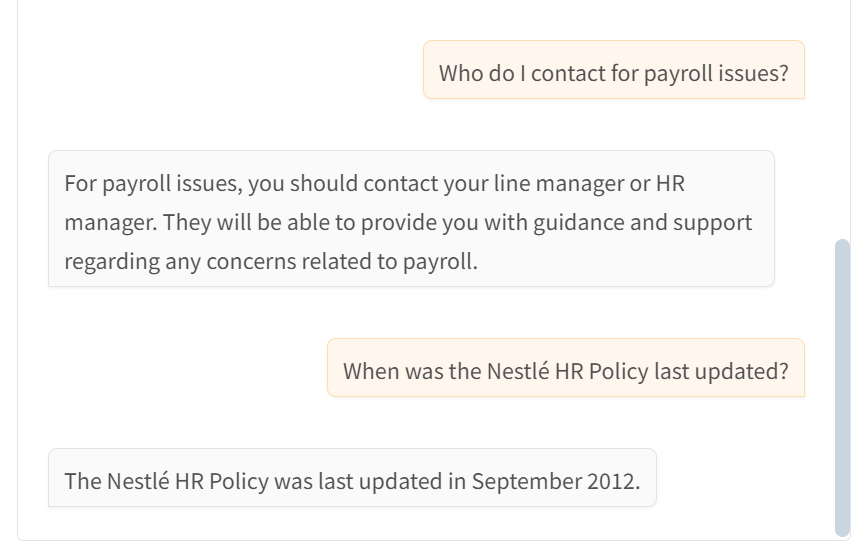 Who do I contact for payroll issues?
For payroll issues, you should contact your line manager or HR
manager. They will be able to provide you with guidance and support
regarding any concerns related to payroll.
When was the Nestlé HR Policy last updated?
The Nestlé HR Policy was last updated in September 2012.